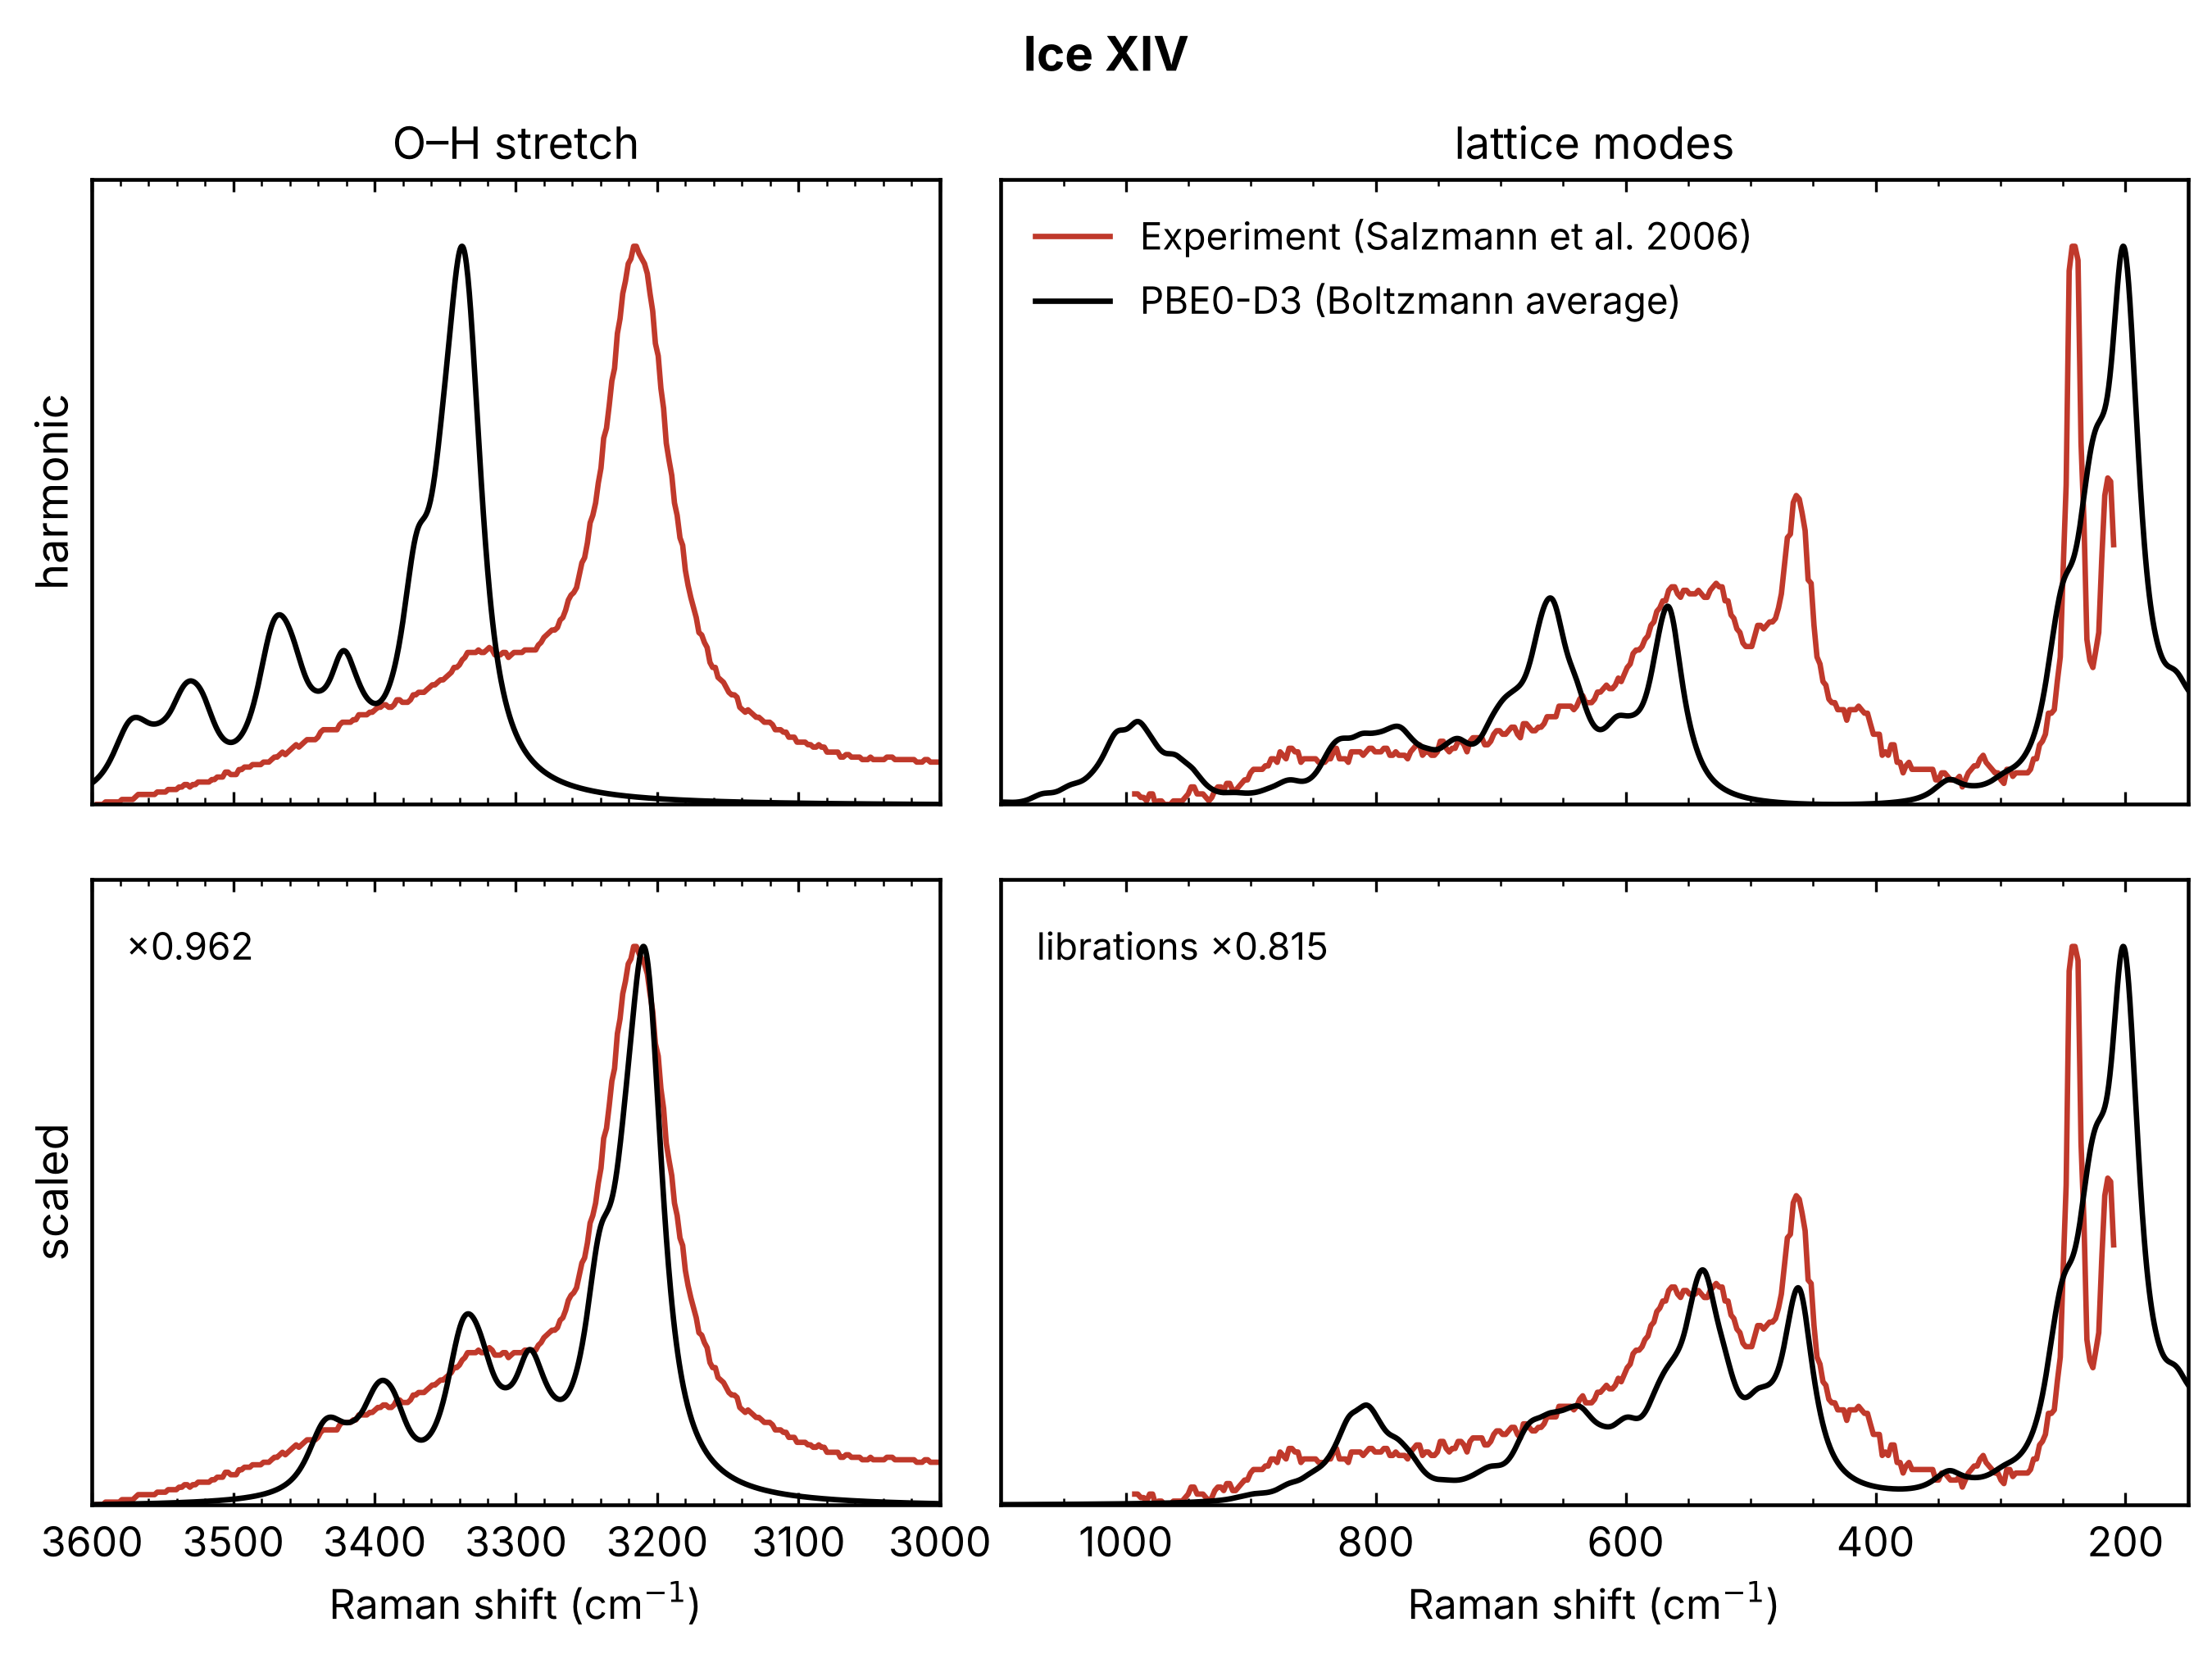 Ice XIV
O–H stretch
lattice modes
harmonic
Experiment (Salzmann et al. 2006)
PBE0-D3 (Boltzmann average)
scaled
×0.962
librations ×0.815
3600 3500 3400 3300 3200 3100 3000
1000 800 600 400 200
Raman shift (cm⁻¹)
Raman shift (cm⁻¹)